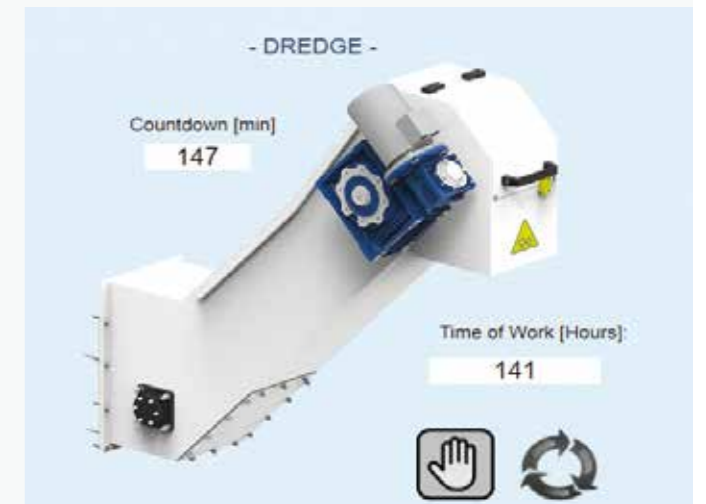 - DREDGE -
Countdown [min]
147
Time of Work [Hours]:
141